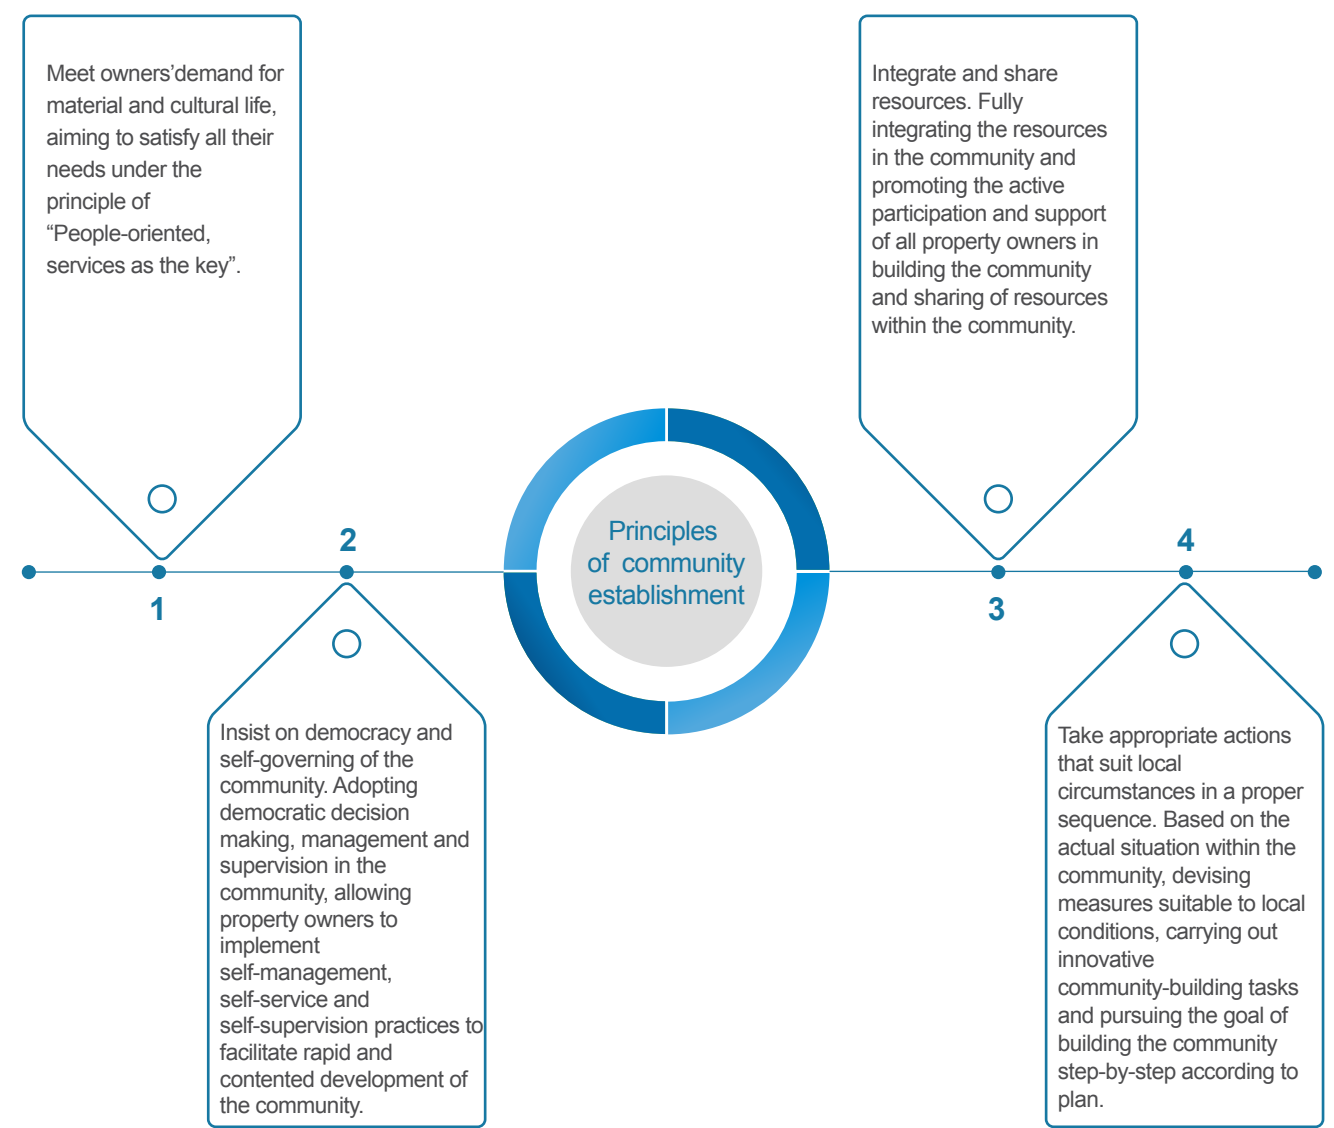 Meet owners’demand for
material and cultural life,
aiming to satisfy all their
needs under the
principle of
“People-oriented,
services as the key”.
1
2
Insist on democracy and
self-governing of the
community. Adopting
democratic decision
making, management and
supervision in the
community, allowing
property owners to
implement
self-management,
self-service and
self-supervision practices to
facilitate rapid and
contented development of
the community.
Principles
of community
establishment
Integrate and share
resources. Fully
integrating the resources
in the community and
promoting the active
participation and support
of all property owners in
building the community
and sharing of resources
within the community.
3
4
Take appropriate actions
that suit local
circumstances in a proper
sequence. Based on the
actual situation within the
community, devising
measures suitable to local
conditions, carrying out
innovative
community-building tasks
and pursuing the goal of
building the community
step-by-step according to
plan.